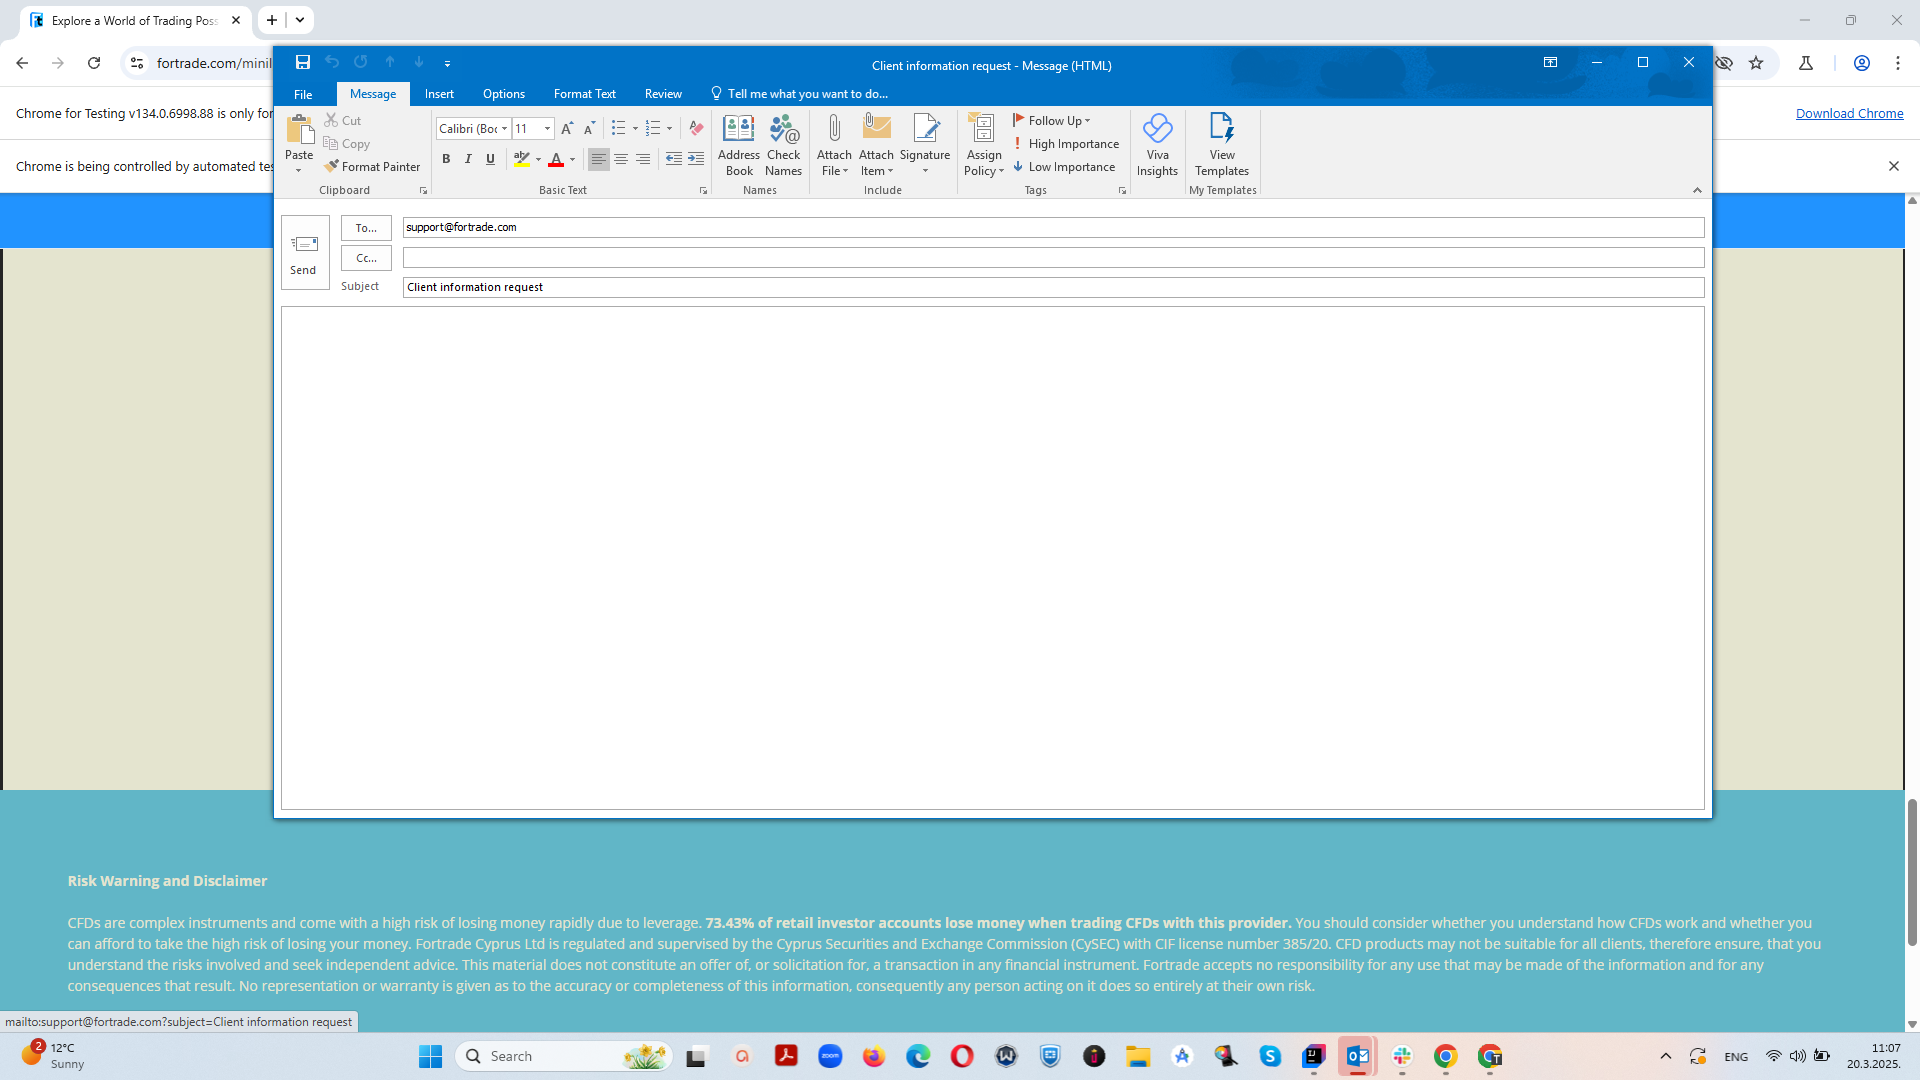 Explore a World of Trading Poss
fortrade.com/minil
Chrome for Testing v134.0.6998.88 is only for
Download Chrome
Chrome is being controlled by automated tes
Client information request - Message (HTML)
File
Message
Insert
Options
Format Text
Review
Tell me what you want to do...
Paste
Cut
Copy
Format Painter
Clipboard
Calibri (Boc
11
B I U
Basic Text
Address Book
Check Names
Names
Attach File
Attach Item
Signature
Include
Assign Policy
Follow Up
High Importance
Low Importance
Tags
Viva Insights
View Templates
My Templates
Send
To...
support@fortrade.com
Cc...
Subject
Client information request
Risk Warning and Disclaimer
CFDs are complex instruments and come with a high risk of losing money rapidly due to leverage. 73.43% of retail investor accounts lose money when trading CFDs with this provider. You should consider whether you understand how CFDs work and whether you
can afford to take the high risk of losing your money. Fortrade Cyprus Ltd is regulated and supervised by the Cyprus Securities and Exchange Commission (CySEC) with CIF license number 385/20. CFD products may not be suitable for all clients, therefore ensure, that you
understand the risks involved and seek independent advice. This material does not constitute an offer of, or solicitation for, a transaction in any financial instrument. Fortrade accepts no responsibility for any use that may be made of the information and for any
consequences that result. No representation or warranty is given as to the accuracy or completeness of this information, consequently any person acting on it does so entirely at their own risk.
mailto:support@fortrade.com?subject=Client information request
2
12°C
Sunny
Search
zoom
ENG
11:07
20.3.2025.